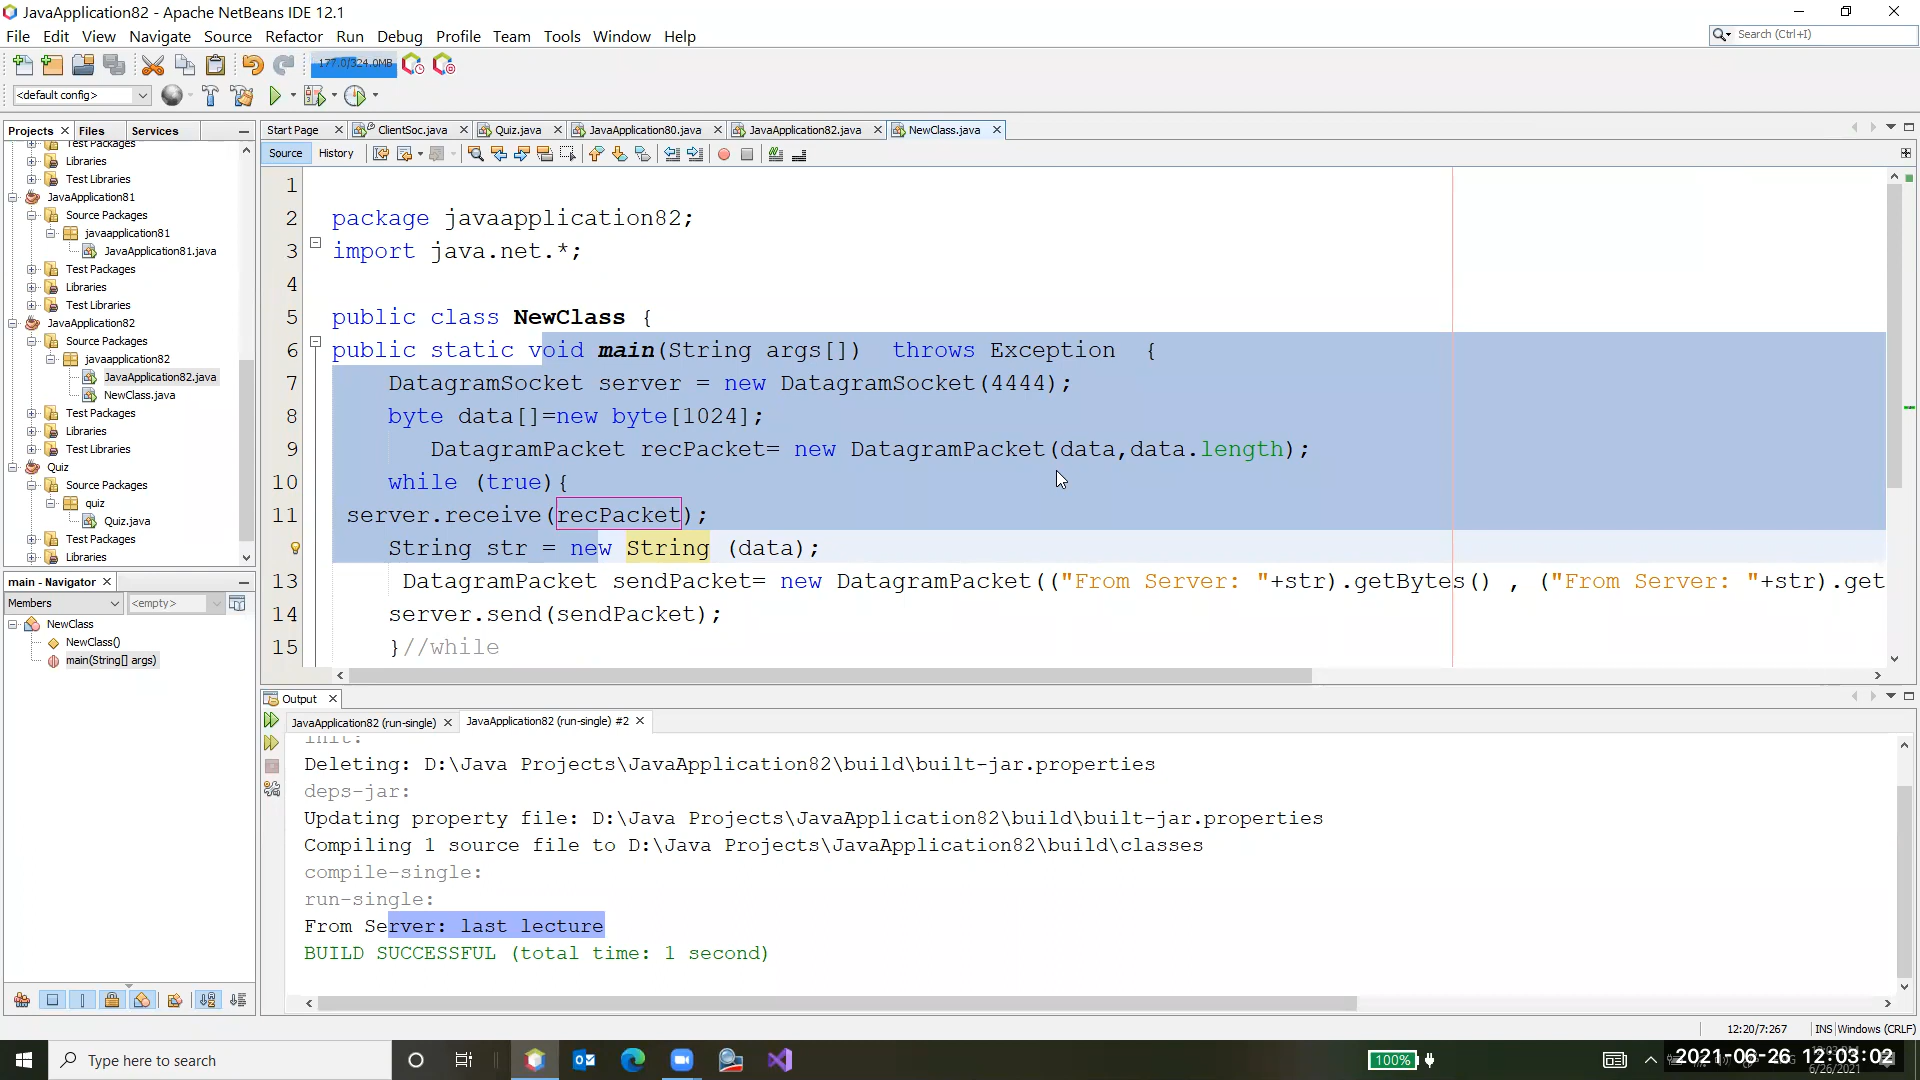 JavaApplication82 - Apache NetBeans IDE 12.1
File Edit View Navigate Source Refactor Run Debug Profile Team Tools Window Help
Search (Ctrl+I)
177.0/324.0MB
<default config>
Projects Files Services
Start Page ClientSoc.java Quiz.java JavaApplication80.java JavaApplication82.java NewClass.java
Source History
Test Packages
Libraries
Test Libraries
JavaApplication81
Source Packages
javaapplication81
JavaApplication81.java
Test Packages
Libraries
Test Libraries
JavaApplication82
Source Packages
javaapplication82
JavaApplication82.java
NewClass.java
Test Packages
Libraries
Test Libraries
Quiz
Source Packages
quiz
Quiz.java
Test Packages
Libraries
main - Navigator
Members <empty>
NewClass
NewClass()
main(String[] args)
1
2 package javaapplication82;
3 import java.net.*;
4
5 public class NewClass {
6 public static void main(String args[])  throws Exception  {
7 DatagramSocket server = new DatagramSocket(4444);
8 byte data[]=new byte[1024];
9 DatagramPacket recPacket= new DatagramPacket(data,data.length);
10 while (true){
11 server.receive(recPacket);
String str = new String (data);
13 DatagramPacket sendPacket= new DatagramPacket(("From Server: "+str).getBytes() , ("From Server: "+str).get
14 server.send(sendPacket);
15 }//while
Output
JavaApplication82 (run-single) JavaApplication82 (run-single) #2
init:
Deleting: D:\Java Projects\JavaApplication82\build\built-jar.properties
deps-jar:
Updating property file: D:\Java Projects\JavaApplication82\build\built-jar.properties
Compiling 1 source file to D:\Java Projects\JavaApplication82\build\classes
compile-single:
run-single:
From Server: last lecture
BUILD SUCCESSFUL (total time: 1 second)
12:20/7:267 INS Windows (CRLF)
Type here to search
100%
2021-06-26 12:03:02
6/26/2021